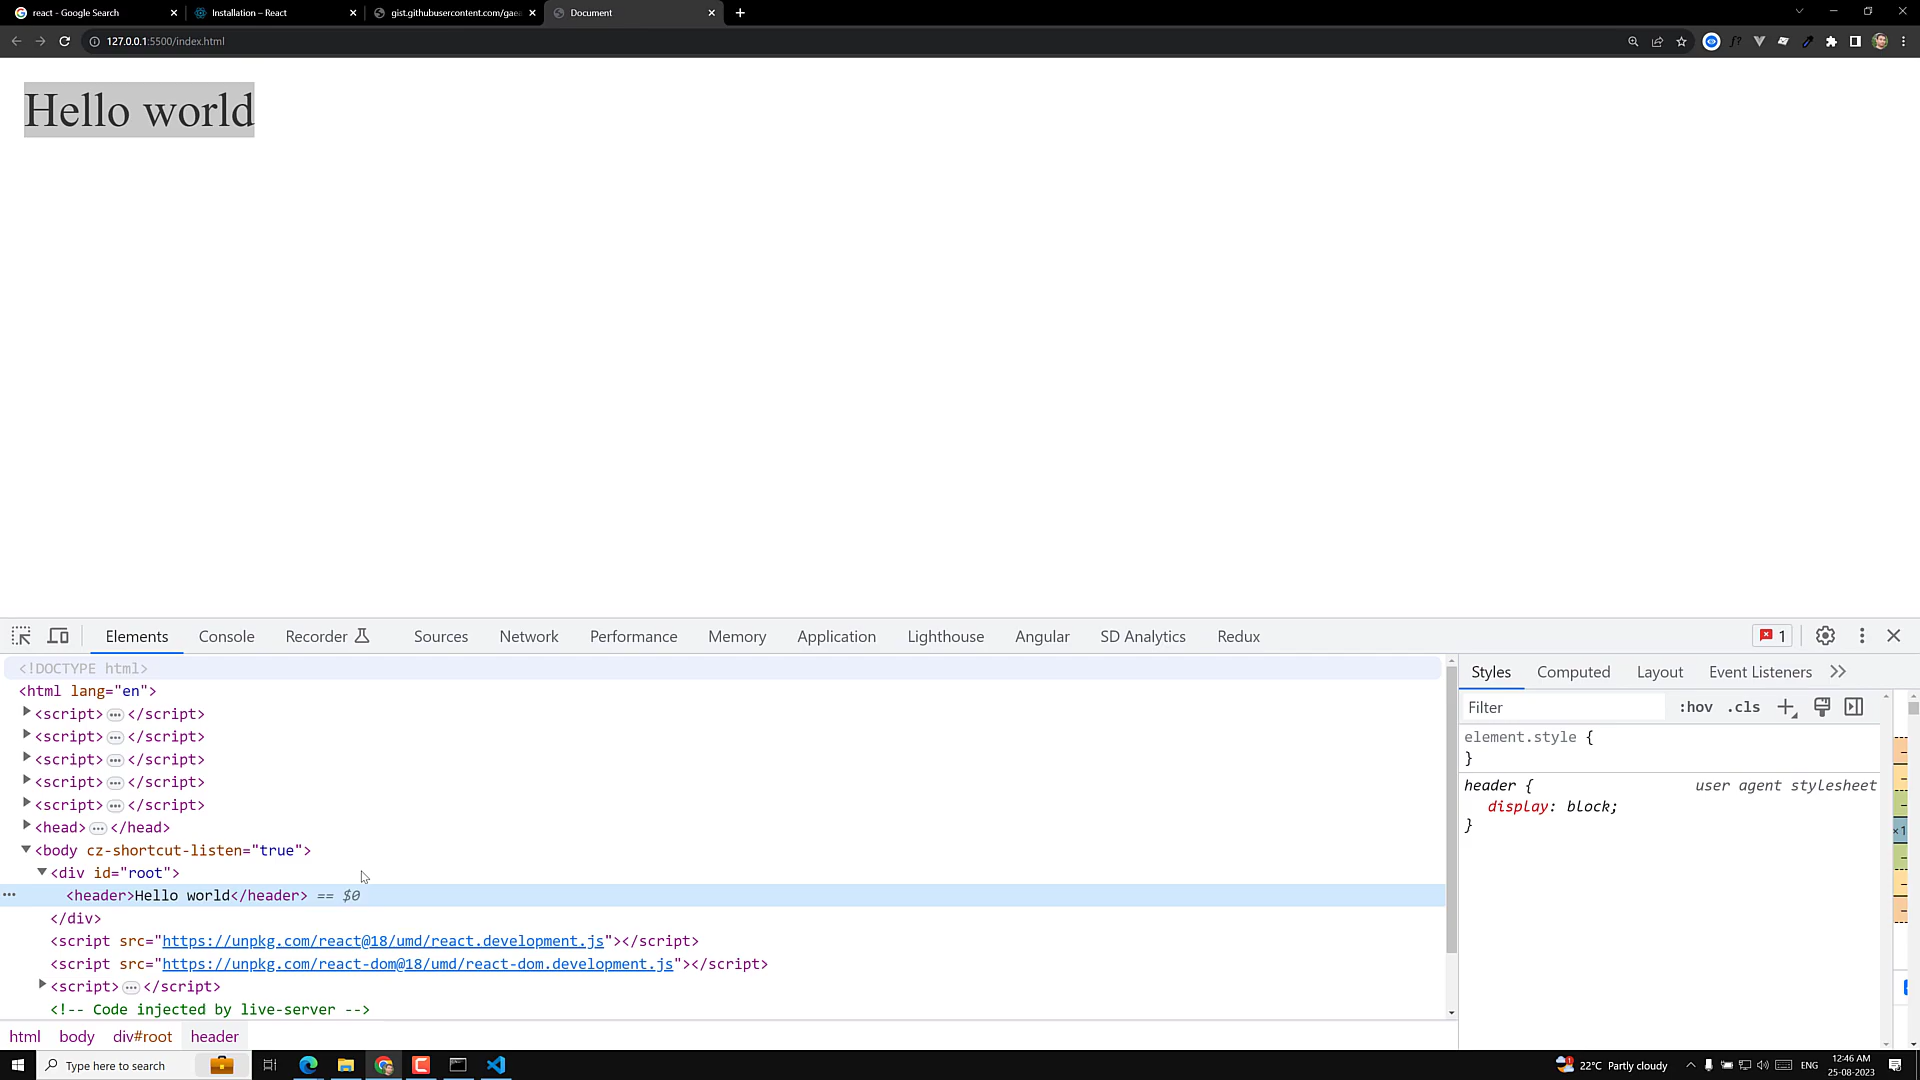 react - Google Search
Installation – React
gist.githubusercontent.com/gaea
Document
127.0.0.1:5500/index.html
Hello world
Elements Console Recorder Sources Network Performance Memory Application Lighthouse Angular SD Analytics Redux 1
<!DOCTYPE html>
<html lang="en">
<script> ••• </script>
<script> ••• </script>
<script> ••• </script>
<script> ••• </script>
<script> ••• </script>
<head> ••• </head>
<body cz-shortcut-listen="true">
<div id="root">
••• <header>Hello world</header> == $0
</div>
<script src="https://unpkg.com/react@18/umd/react.development.js"></script>
<script src="https://unpkg.com/react-dom@18/umd/react-dom.development.js"></script>
<script> ••• </script>
<!-- Code injected by live-server -->
html body div#root header
Styles Computed Layout Event Listeners
Filter :hov .cls
element.style {
}
header { user agent stylesheet
display: block;
}
Type here to search
22°C Partly cloudy
ENG
12:46 AM
25-08-2023